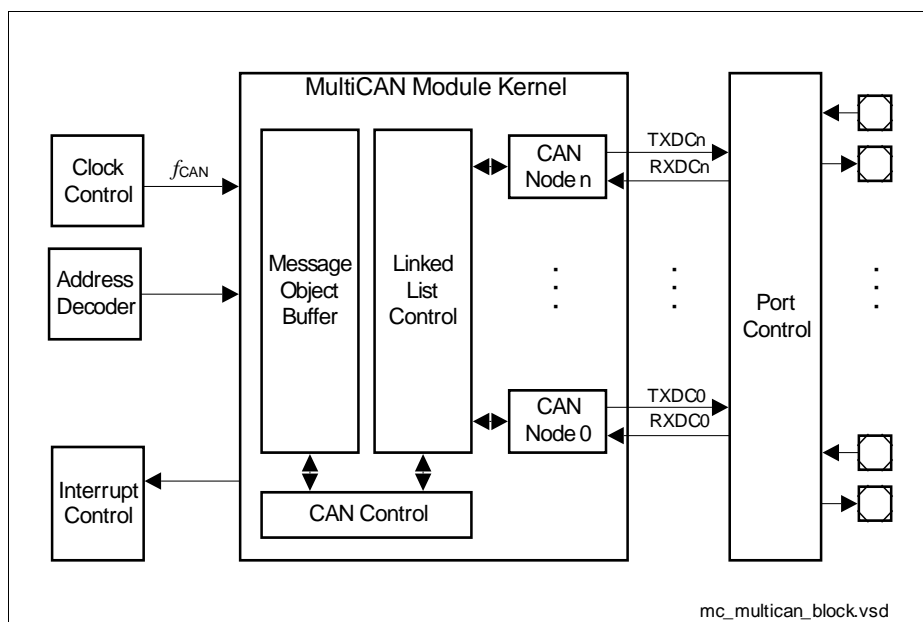 MultiCAN Module Kernel
Clock
Control
fCAN
Address
Decoder
Interrupt
Control
Message
Object
Buffer
Linked
List
Control
CAN
Node n
CAN
Node 0
CAN Control
TXDCn
RXDCn
TXDC0
RXDC0
Port
Control
mc_multican_block.vsd